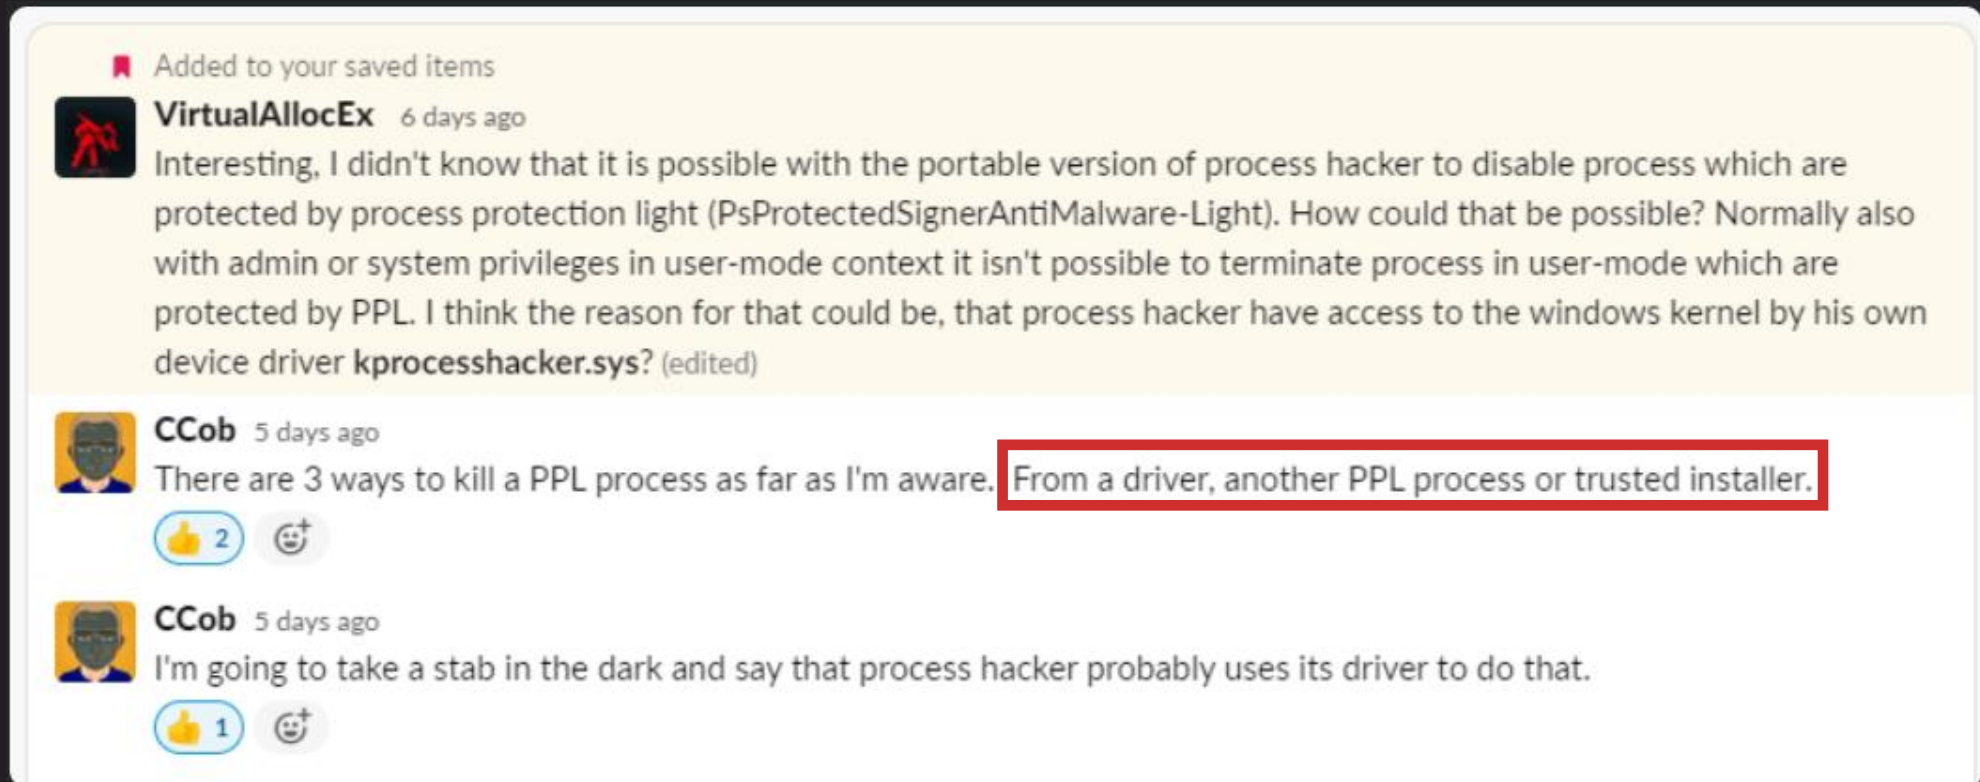 Added to your saved items
VirtualAllocEx 6 days ago
Interesting, I didn't know that it is possible with the portable version of process hacker to disable process which are
protected by process protection light (PsProtectedSignerAntiMalware-Light). How could that be possible? Normally also
with admin or system privileges in user-mode context it isn't possible to terminate process in user-mode which are
protected by PPL. I think the reason for that could be, that process hacker have access to the windows kernel by his own
device driver kprocesshacker.sys? (edited)
CCob 5 days ago
There are 3 ways to kill a PPL process as far as I'm aware. From a driver, another PPL process or trusted installer.
2
CCob 5 days ago
I'm going to take a stab in the dark and say that process hacker probably uses its driver to do that.
1